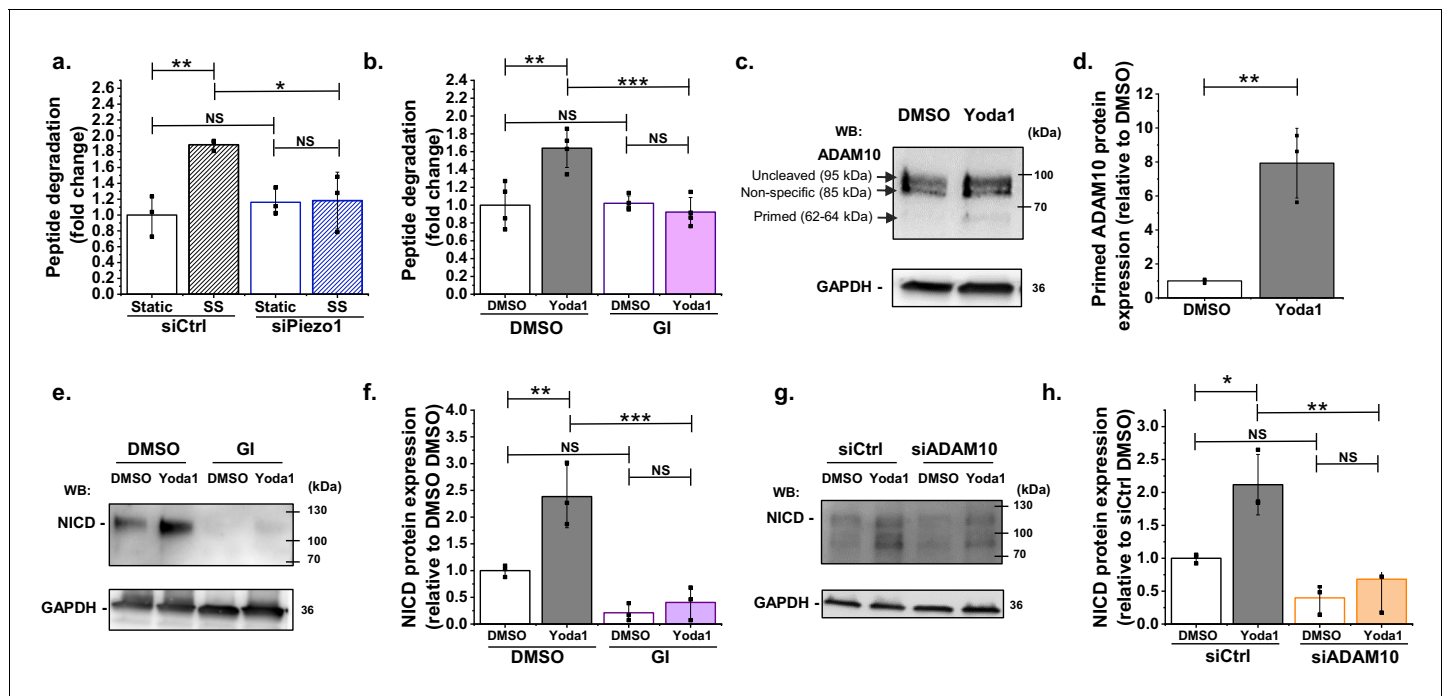 a.
**
*
NS
NS
2.6
2.4
2.2
2.0
1.8
1.6
1.4
1.2
1.0
0.8
0.6
0.4
0.2
0.0
Peptide degradation
(fold change)
Static SS Static SS
siCtrl siPiezo1
b.
**
***
NS
NS
2.4
2.2
2.0
1.8
1.6
1.4
1.2
1.0
0.8
0.6
0.4
0.2
0.0
Peptide degradation
(fold change)
DMSO Yoda1 DMSO Yoda1
DMSO GI
c.
DMSO Yoda1
WB: (kDa)
ADAM10
Uncleaved (95 kDa)
Non-specific (85 kDa)
Primed (62-64 kDa)
100
70
GAPDH - 36
d.
**
12
10
8
6
4
2
0
Primed ADAM10 protein
expression (relative to DMSO)
DMSO Yoda1
e.
DMSO GI
DMSO Yoda1 DMSO Yoda1
WB: (kDa)
NICD -
130
100
70
GAPDH - 36
f.
**
***
NS
NS
4.0
3.5
3.0
2.5
2.0
1.5
1.0
0.5
0.0
NICD protein expression
(relative to DMSO DMSO)
DMSO Yoda1 DMSO Yoda1
DMSO GI
g.
siCtrl siADAM10
DMSO Yoda1 DMSO Yoda1
WB: (kDa)
NICD -
130
100
70
GAPDH - 36
h.
*
**
NS
NS
3.0
2.5
2.0
1.5
1.0
0.5
0.0
NICD protein expression
(relative to siCtrl DMSO)
DMSO Yoda1 DMSO Yoda1
siCtrl siADAM10